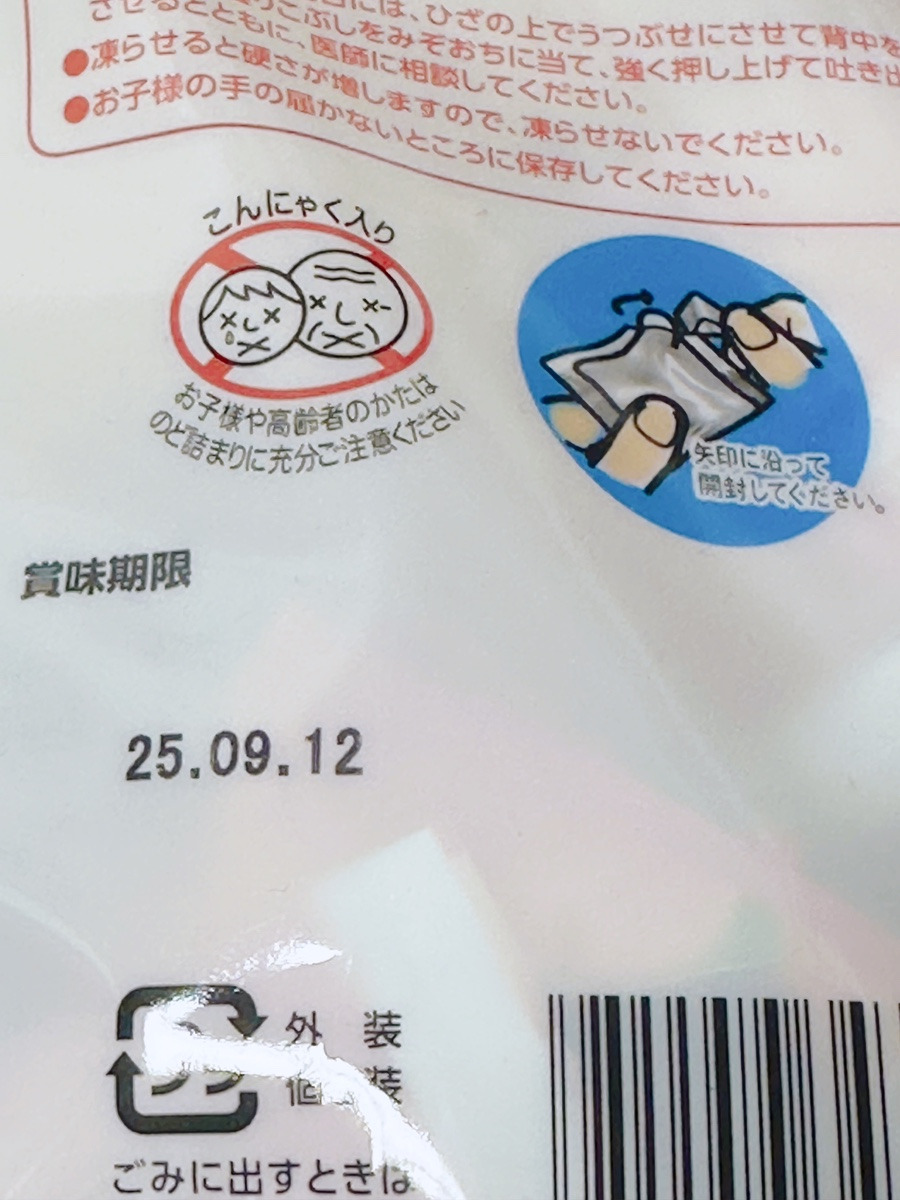 には、ひざの上でうつぶせにさせて背中を
こぶしをみぞおちに当て、強く押し上げて吐き出
させるとともに、医師に相談してください。
●凍らせると硬さが増しますので、凍らせないでください。
●お子様の手の届かないところに保存してください。
こんにゃく入り
お子様や高齢者のかたは
のど詰まりに充分ご注意ください
矢印に沿って
開封してください。
賞味期限
25.09.12
外 装
個 装
ごみに出すときは